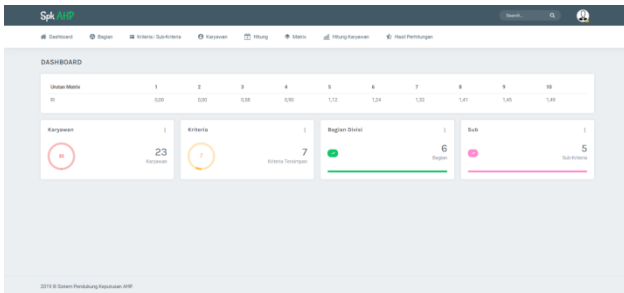 Spk AHP Search...
Dashboard Bagian Kriteria / Sub Kriteria Karyawan Hitung Matrix Hitung Karyawan Hasil Perhitungan
DASHBOARD
Urutan Matrix 1 2 3 4 5 6 7 8 9 10
RI 0,00 0,00 0,58 0,90 1,12 1,24 1,32 1,41 1,45 1,49
Karyawan Kriteria Bagian Divisi Sub
23 7 7 6 5
Karyawan Kriteria Tersimpan Bagian Sub Kriteria
2019 © Sistem Pendukung Keputusan AHP